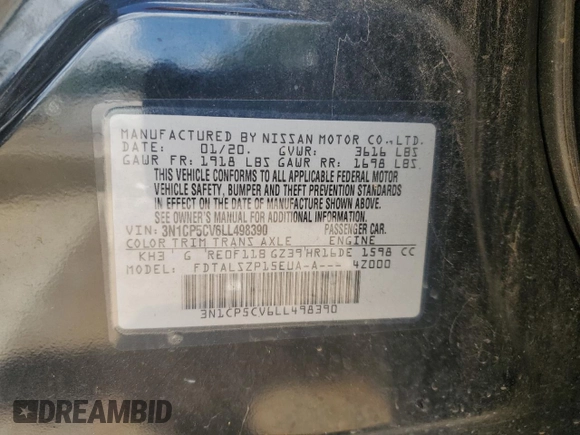 MANUFACTURED BY NISSAN MOTOR CO.,LTD.
DATE: 01/20. GVWR: 3616 LBS
GAWR FR: 1918 LBS GAWR RR: 1698 LBS
THIS VEHICLE CONFORMS TO ALL APPLICABLE FEDERAL MOTOR
VEHICLE SAFETY, BUMPER AND THEFT PREVENTION STANDARDS
IN EFFECT ON THE DATE OF MANUFACTURE SHOWN ABOVE.
SEE OWNER'S MANUAL FOR ADDITIONAL INFORMATION.
VIN: 3N1CP5CV6LL498390 PASSENGER CAR.
COLOR TRIM TRANS AXLE ENGINE
KH3 G RE0F11B GZ39 HR16DE 1598 CC
MODEL: FDTALSZP15EUA-A--- 4Z000
3N1CP5CV6LL498390
DREAMBID